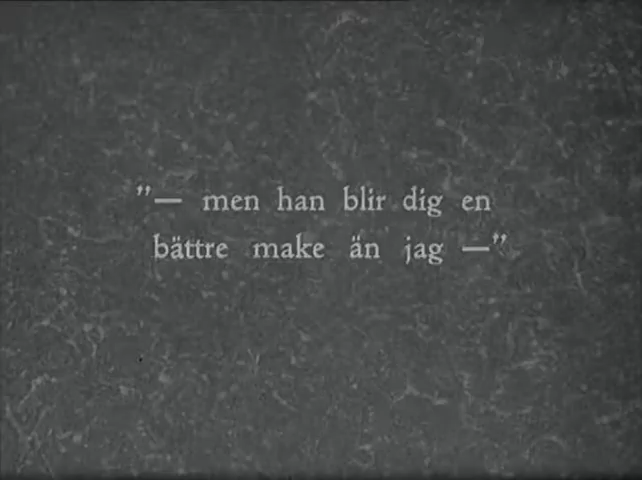 ”— men han blir dig en
bättre make än jag —”